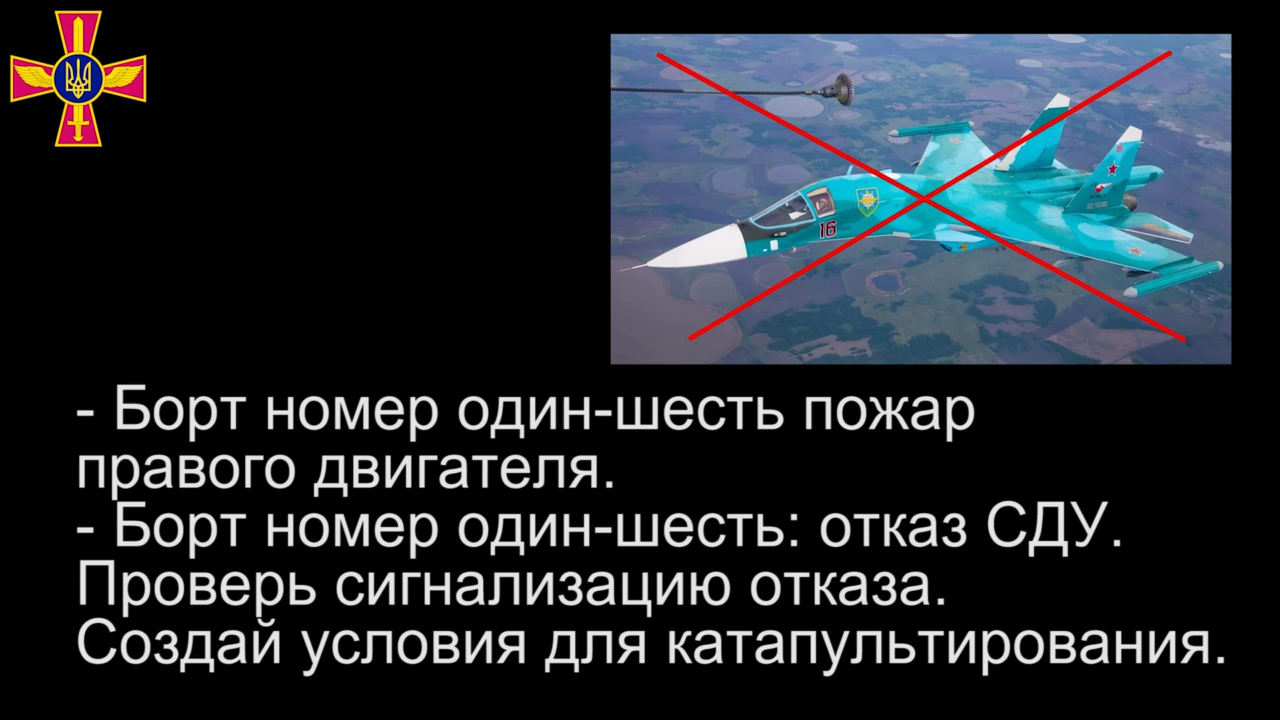 16
- Борт номер один-шесть пожар
правого двигателя.
- Борт номер один-шесть: отказ СДУ.
Проверь сигнализацию отказа.
Создай условия для катапультирования.